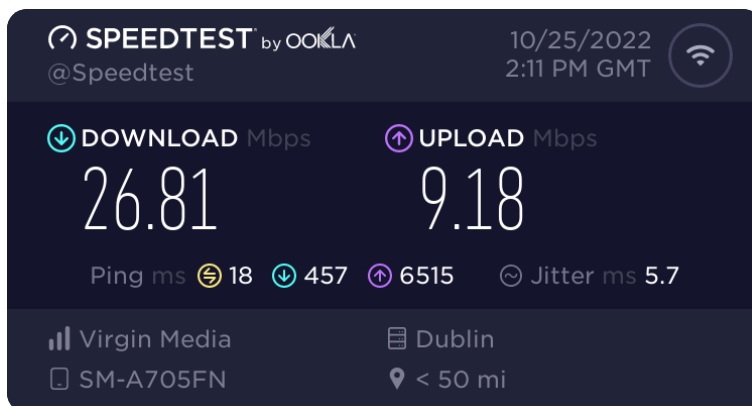 SPEEDTEST® by OOKLA®
10/25/2022
@Speedtest
2:11 PM GMT
DOWNLOAD Mbps
UPLOAD Mbps
26.81
9.18
Ping ms 18 457 6515 Jitter ms 5.7
Virgin Media
Dublin
SM-A705FN
< 50 mi